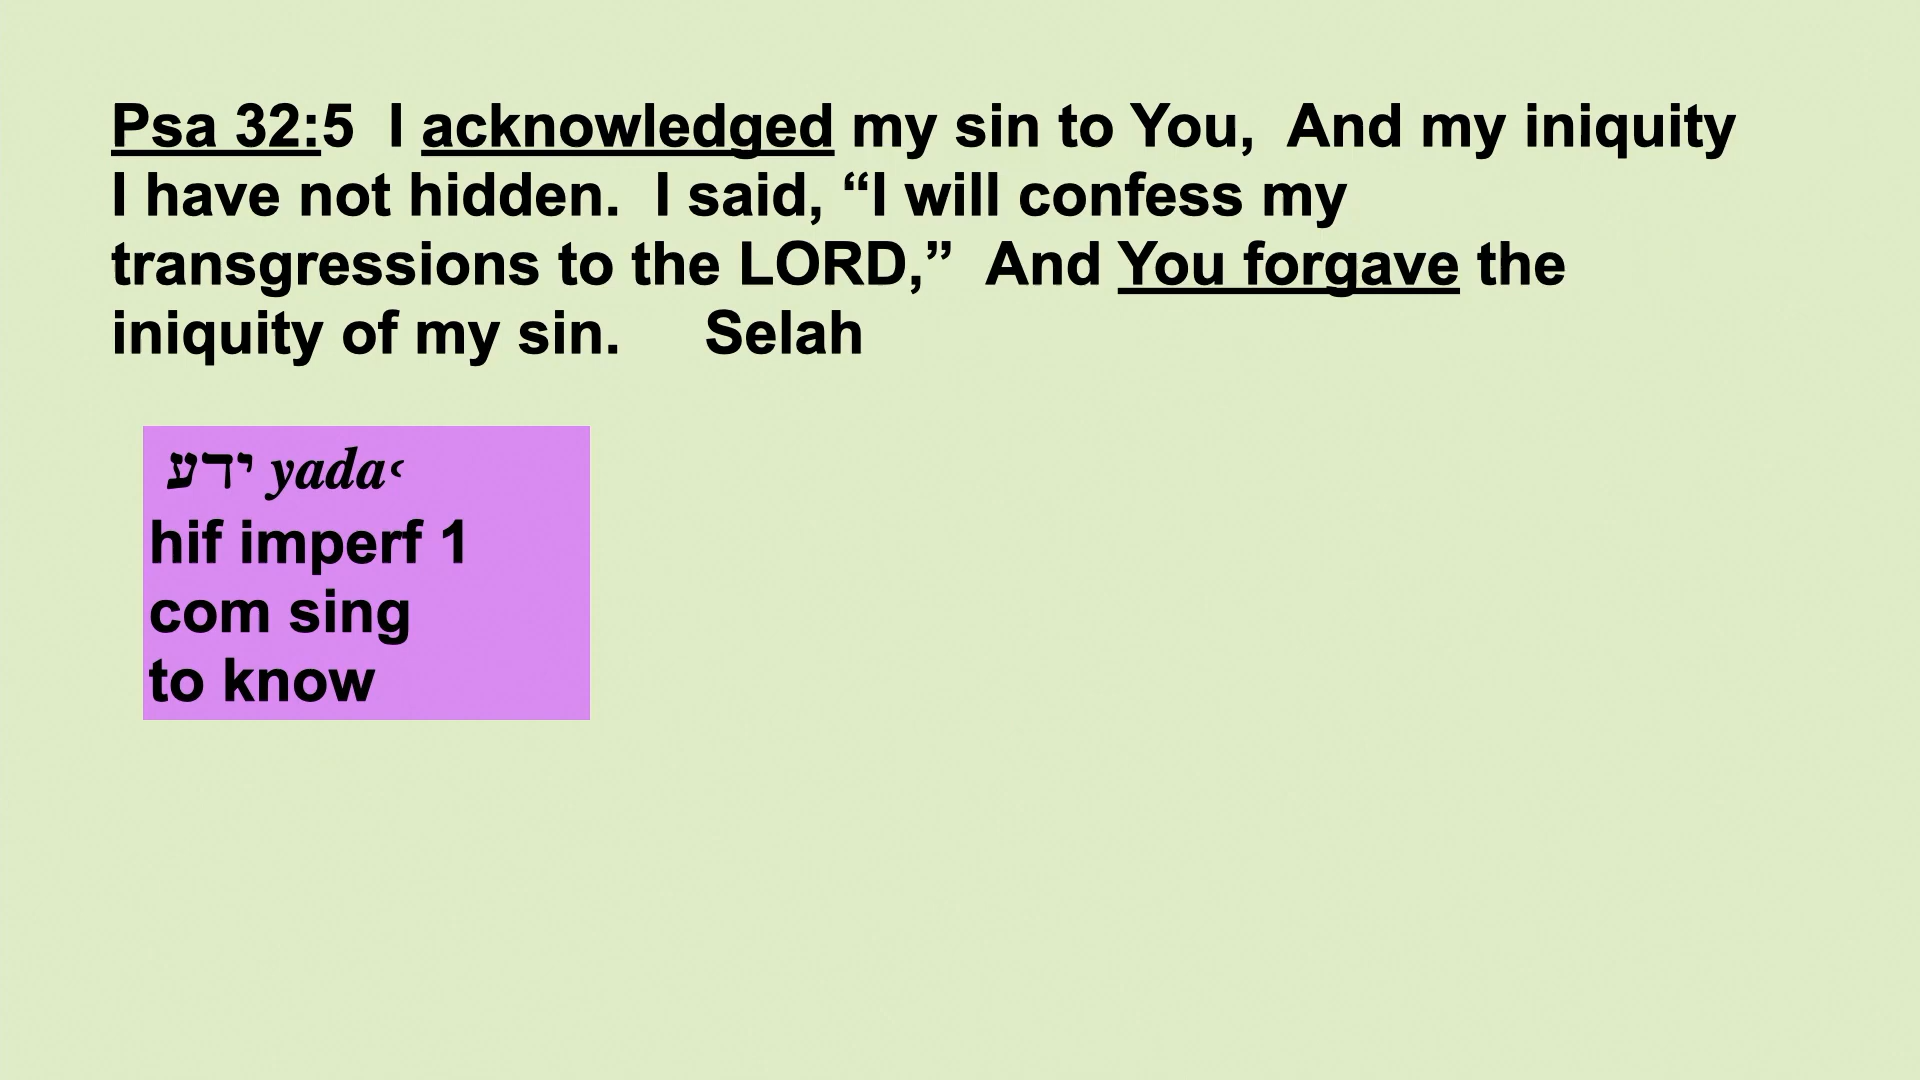 Psa 32:5  I acknowledged my sin to You,  And my iniquity
I have not hidden.  I said, “I will confess my
transgressions to the LORD,”  And You forgave the
iniquity of my sin.     Selah
ידע yadaʿ
hif imperf 1
com sing
to know